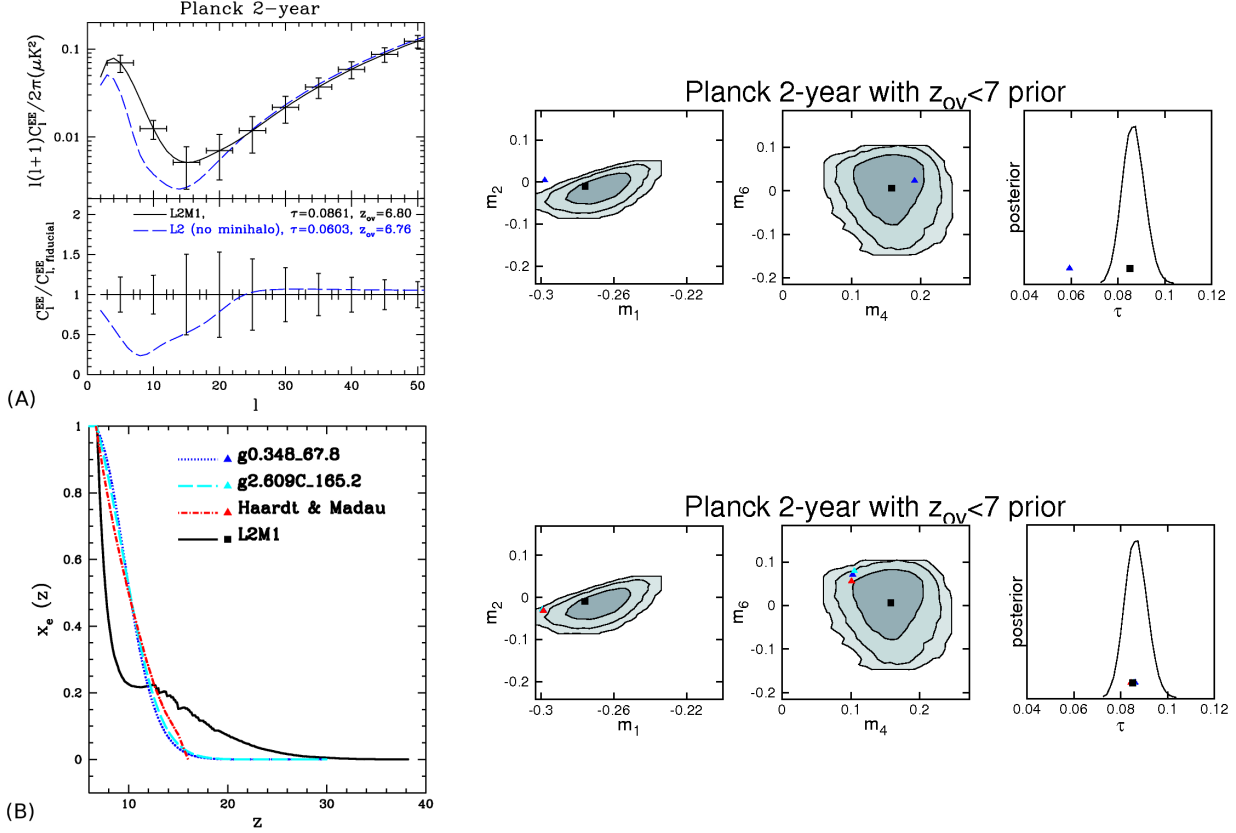 Planck 2-year
l(l+1)C_l^EE/2π(μK²)
0.1
0.01
L2M1, τ=0.0861, z_ov=6.80
L2 (no minihalo), τ=0.0603, z_ov=6.76
C_l^EE/C_l, fiducial^EE
2
1.5
1
0.5
0
0 10 20 30 40 50
l
(A)
Planck 2-year with z_ov<7 prior
m_2
0.1
0
-0.1
-0.2
-0.3 -0.26 -0.22
m_1
m_6
0.1
0
-0.1
-0.2
0 0.1 0.2
m_4
posterior
0.04 0.06 0.08 0.1 0.12
τ
x_e (z)
1
0.8
0.6
0.4
0.2
0
g0.348_67.8
g2.609C_165.2
Haardt & Madau
L2M1
10 20 30 40
z
(B)
Planck 2-year with z_ov<7 prior
m_2
0.1
0
-0.1
-0.2
-0.3 -0.26 -0.22
m_1
m_6
0.1
0
-0.1
-0.2
0 0.1 0.2
m_4
posterior
0.04 0.06 0.08 0.1 0.12
τ